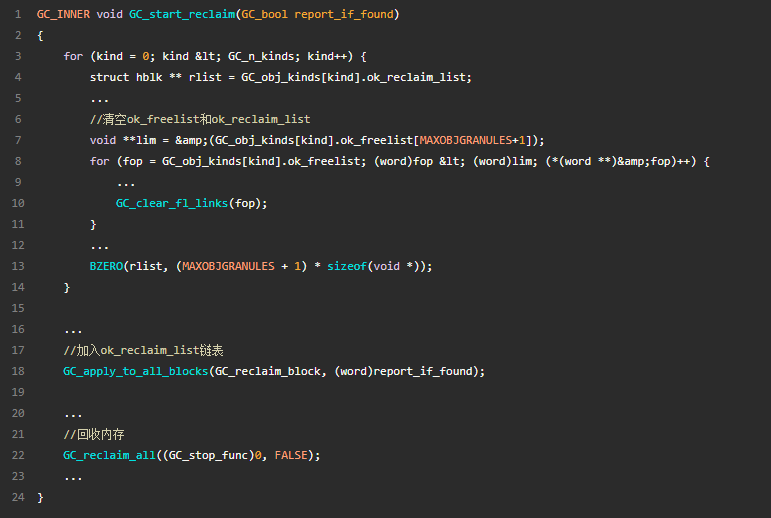 1 GC_INNER void GC_start_reclaim(GC_bool report_if_found)
2 {
3     for (kind = 0; kind &lt; GC_n_kinds; kind++) {
4         struct hblk ** rlist = GC_obj_kinds[kind].ok_reclaim_list;
5         ...
6         //清空ok_freelist和ok_reclaim_list
7         void **lim = &amp;(GC_obj_kinds[kind].ok_freelist[MAXOBJGRANULES+1]);
8         for (fop = GC_obj_kinds[kind].ok_freelist; (word)fop &lt; (word)lim; (*(word **)&amp;fop)++) {
9             ...
10             GC_clear_fl_links(fop);
11         }
12         ...
13         BZERO(rlist, (MAXOBJGRANULES + 1) * sizeof(void *));
14     }
15
16     ...
17     //加入ok_reclaim_list链表
18     GC_apply_to_all_blocks(GC_reclaim_block, (word)report_if_found);
19
20     ...
21     //回收内存
22     GC_reclaim_all((GC_stop_func)0, FALSE);
23     ...
24 }